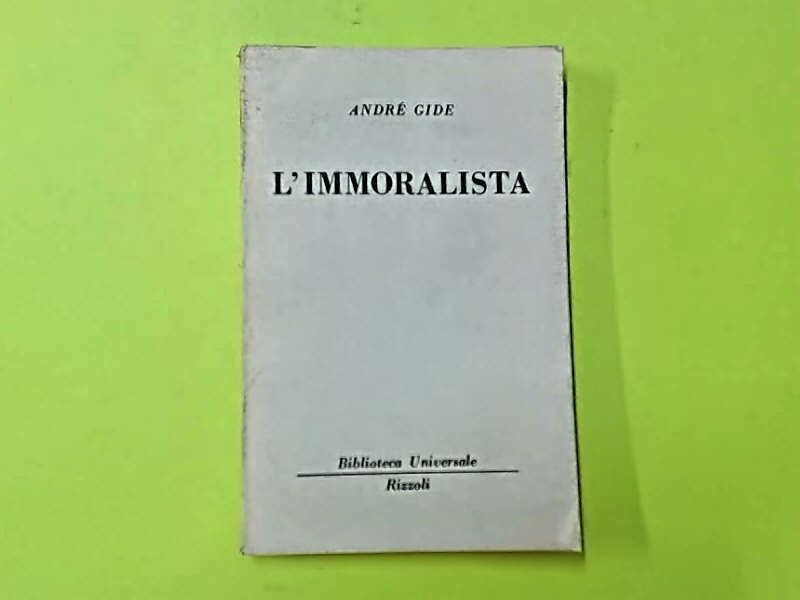 ANDRÉ GIDE
L'IMMORALISTA
Biblioteca Universale
Rizzoli